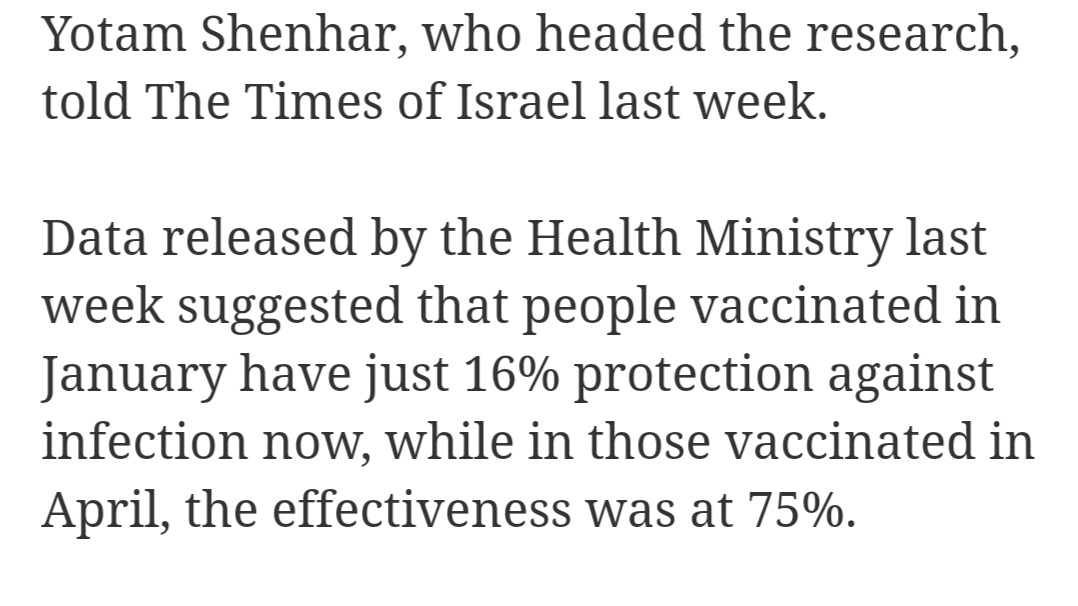 Yotam Shenhar, who headed the research,
told The Times of Israel last week.
Data released by the Health Ministry last
week suggested that people vaccinated in
January have just 16% protection against
infection now, while in those vaccinated in
April, the effectiveness was at 75%.